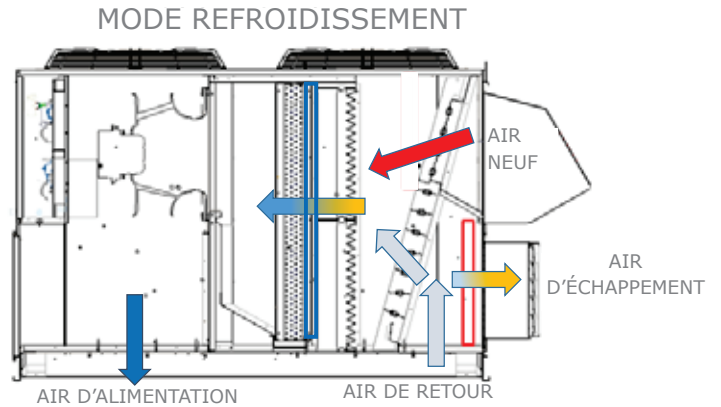 MODE REFROIDISSEMENT
AIR
NEUF
AIR
D'ÉCHAPPEMENT
AIR D'ALIMENTATION
AIR DE RETOUR